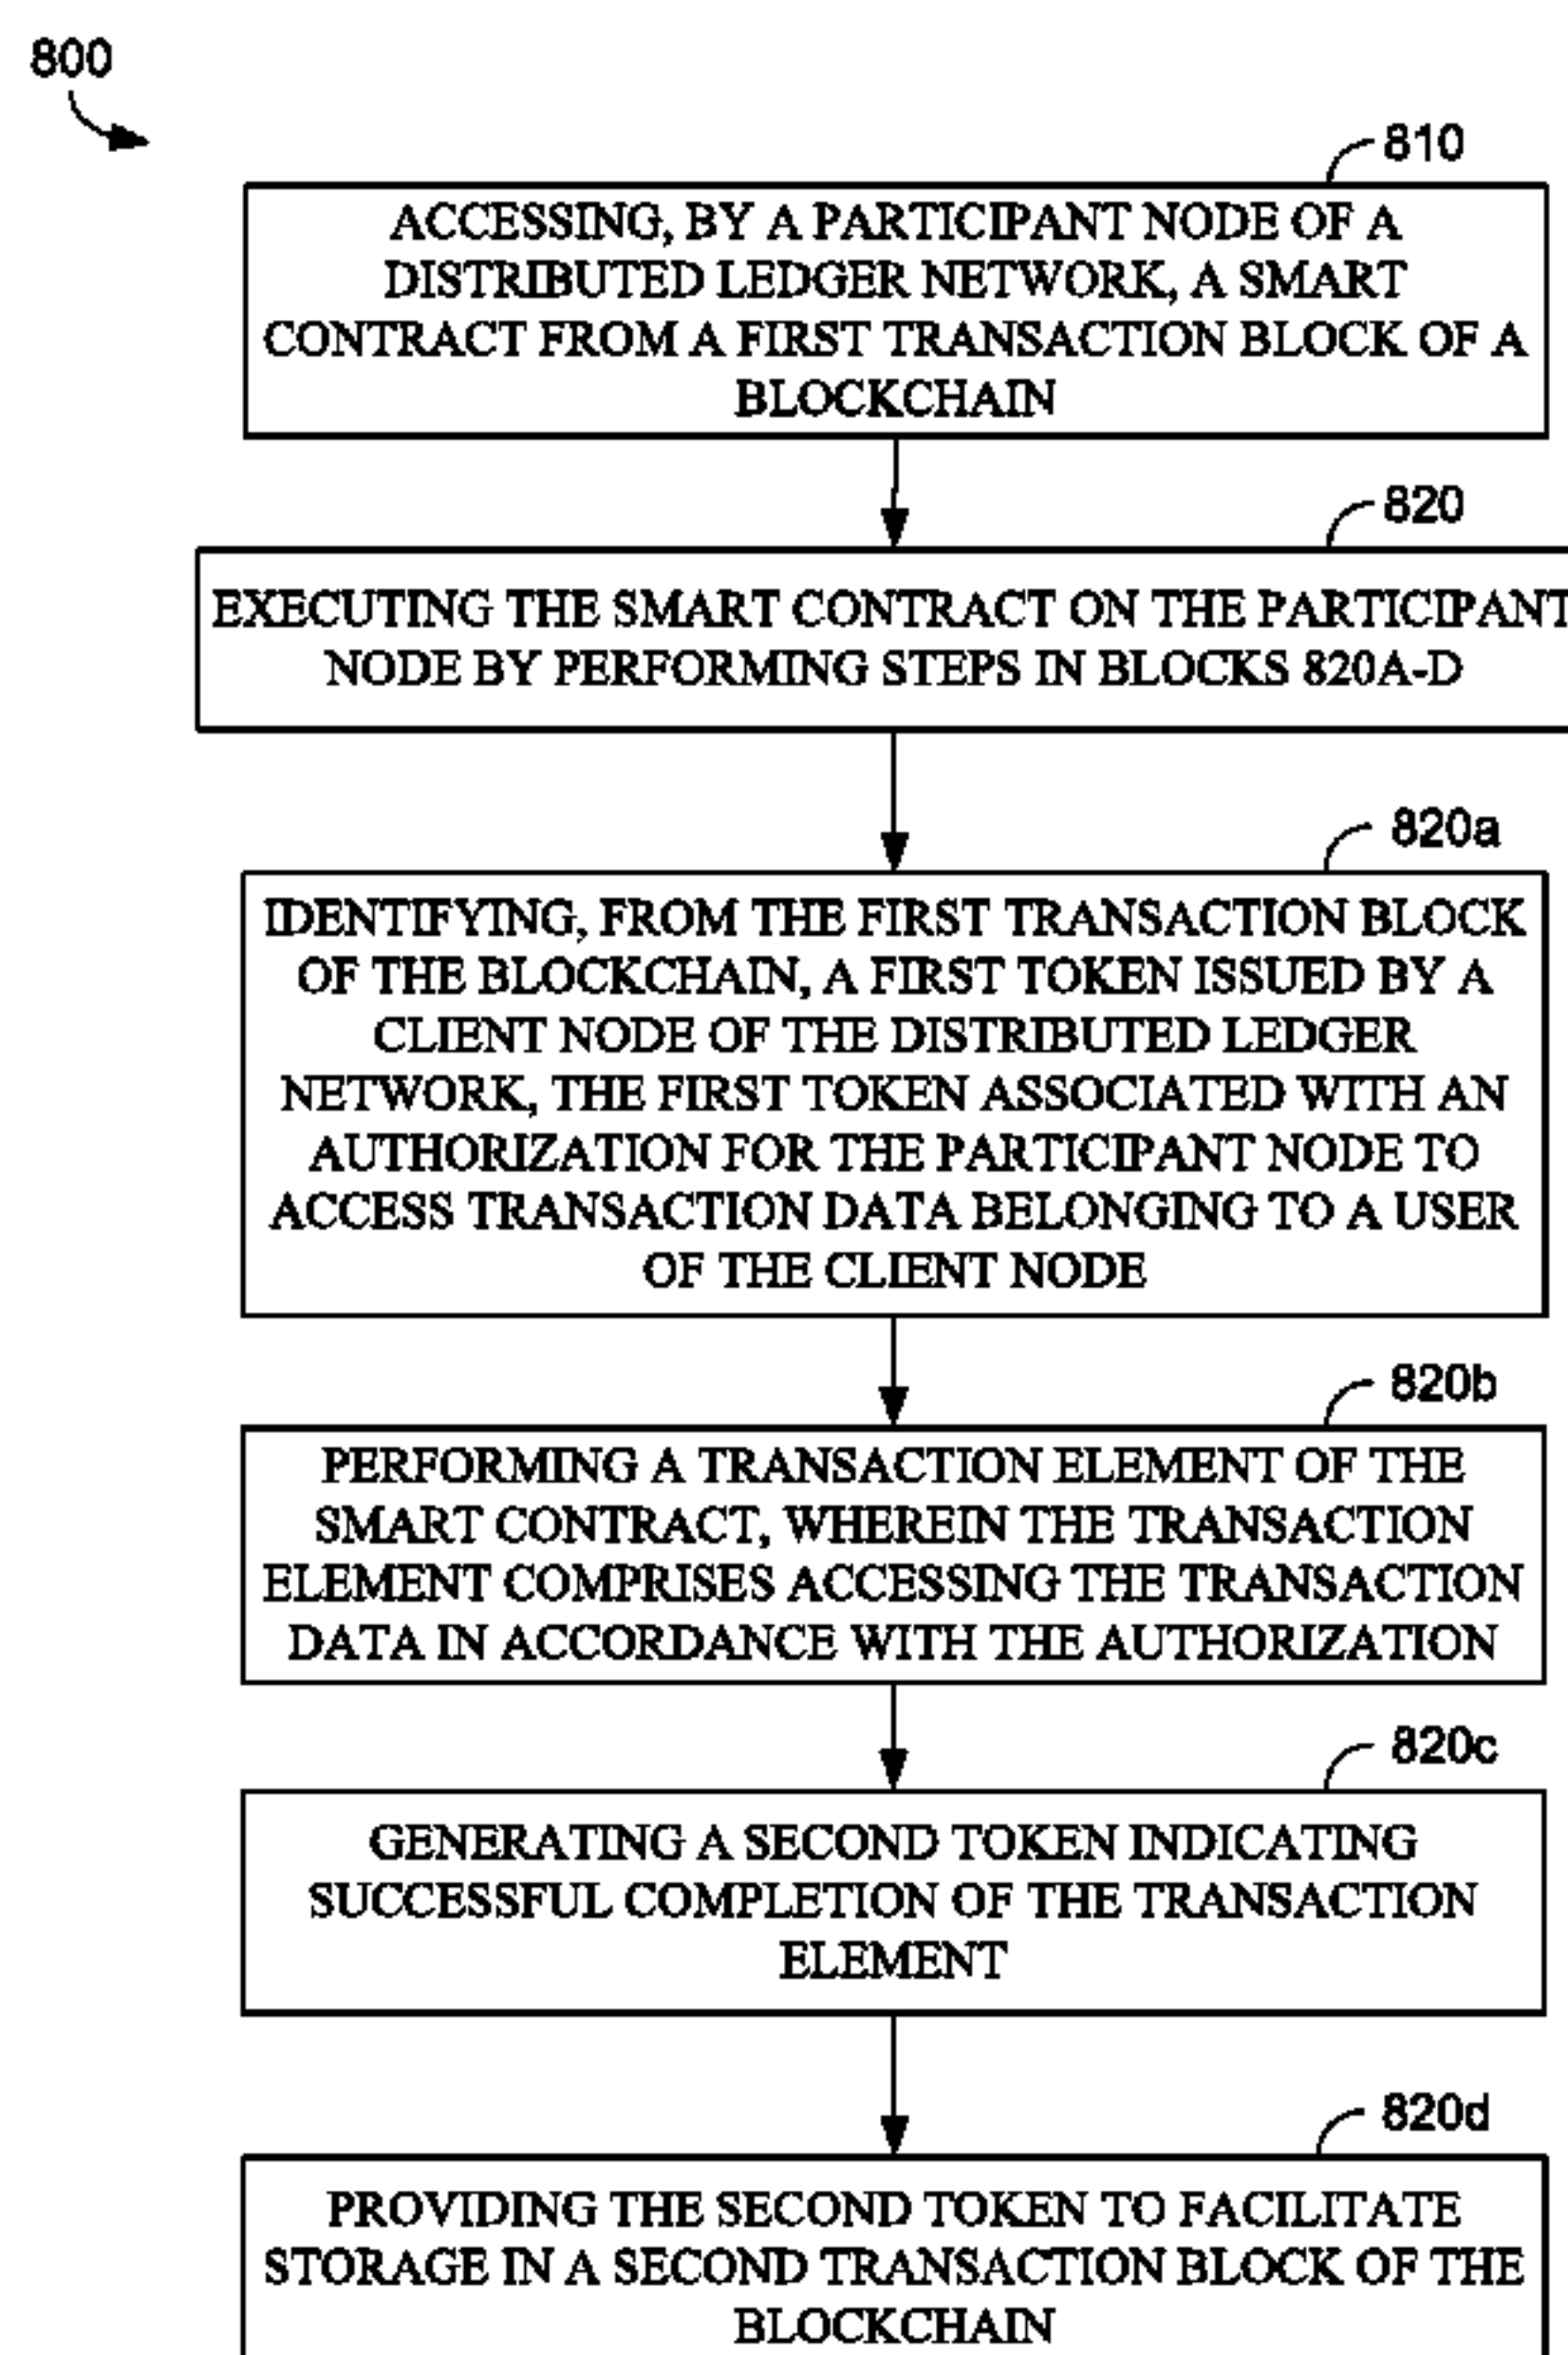 800
810
ACCESSING, BY A PARTICIPANT NODE OF A
DISTRIBUTED LEDGER NETWORK, A SMART
CONTRACT FROM A FIRST TRANSACTION BLOCK OF A
BLOCKCHAIN
820
EXECUTING THE SMART CONTRACT ON THE PARTICIPANT
NODE BY PERFORMING STEPS IN BLOCKS 820A-D
820a
IDENTIFYING, FROM THE FIRST TRANSACTION BLOCK
OF THE BLOCKCHAIN, A FIRST TOKEN ISSUED BY A
CLIENT NODE OF THE DISTRIBUTED LEDGER
NETWORK, THE FIRST TOKEN ASSOCIATED WITH AN
AUTHORIZATION FOR THE PARTICIPANT NODE TO
ACCESS TRANSACTION DATA BELONGING TO A USER
OF THE CLIENT NODE
820b
PERFORMING A TRANSACTION ELEMENT OF THE
SMART CONTRACT, WHEREIN THE TRANSACTION
ELEMENT COMPRISES ACCESSING THE TRANSACTION
DATA IN ACCORDANCE WITH THE AUTHORIZATION
820c
GENERATING A SECOND TOKEN INDICATING
SUCCESSFUL COMPLETION OF THE TRANSACTION
ELEMENT
820d
PROVIDING THE SECOND TOKEN TO FACILITATE
STORAGE IN A SECOND TRANSACTION BLOCK OF THE
BLOCKCHAIN